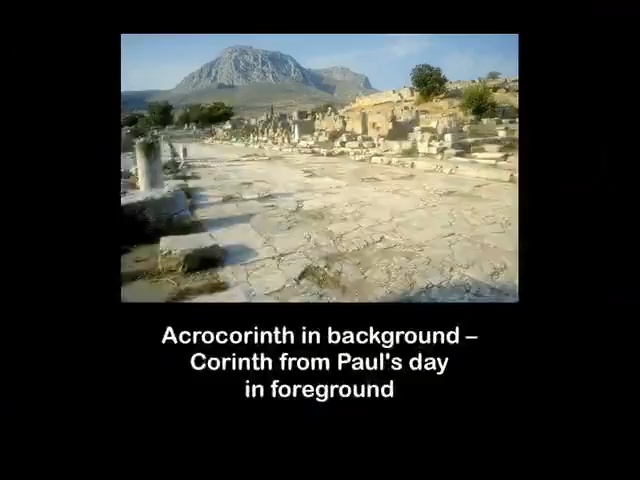 Acrocorinth in background –
Corinth from Paul's day
in foreground